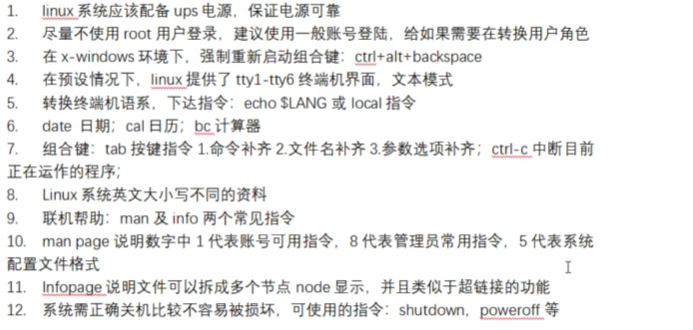 1. linux 系统应该配备 ups 电源，保证电源可靠
2. 尽量不使用 root 用户登录，建议使用一般账号登陆，给如果需要在转换用户角色
3. 在 x-windows 环境下，强制重新启动组合键：ctrl+alt+backspace
4. 在预设情况下，linux 提供了 tty1-tty6 终端机界面，文本模式
5. 转换终端机语系，下达指令：echo $LANG 或 local 指令
6. date 日期；cal 日历；bc 计算器
7. 组合键：tab 按键指令 1.命令补齐 2.文件名补齐 3.参数选项补齐；ctrl-c 中断目前
正在运作的程序；
8. Linux 系统英文大小写不同的资料
9. 联机帮助：man 及 info 两个常见指令
10. man page 说明数字中 1 代表账号可用指令，8 代表管理员常用指令，5 代表系统
配置文件格式
11. Infopage 说明文件可以拆成多个节点 node 显示，并且类似于超链接的功能
12. 系统需正确关机比较不容易被损坏，可使用的指令：shutdown，poweroff 等